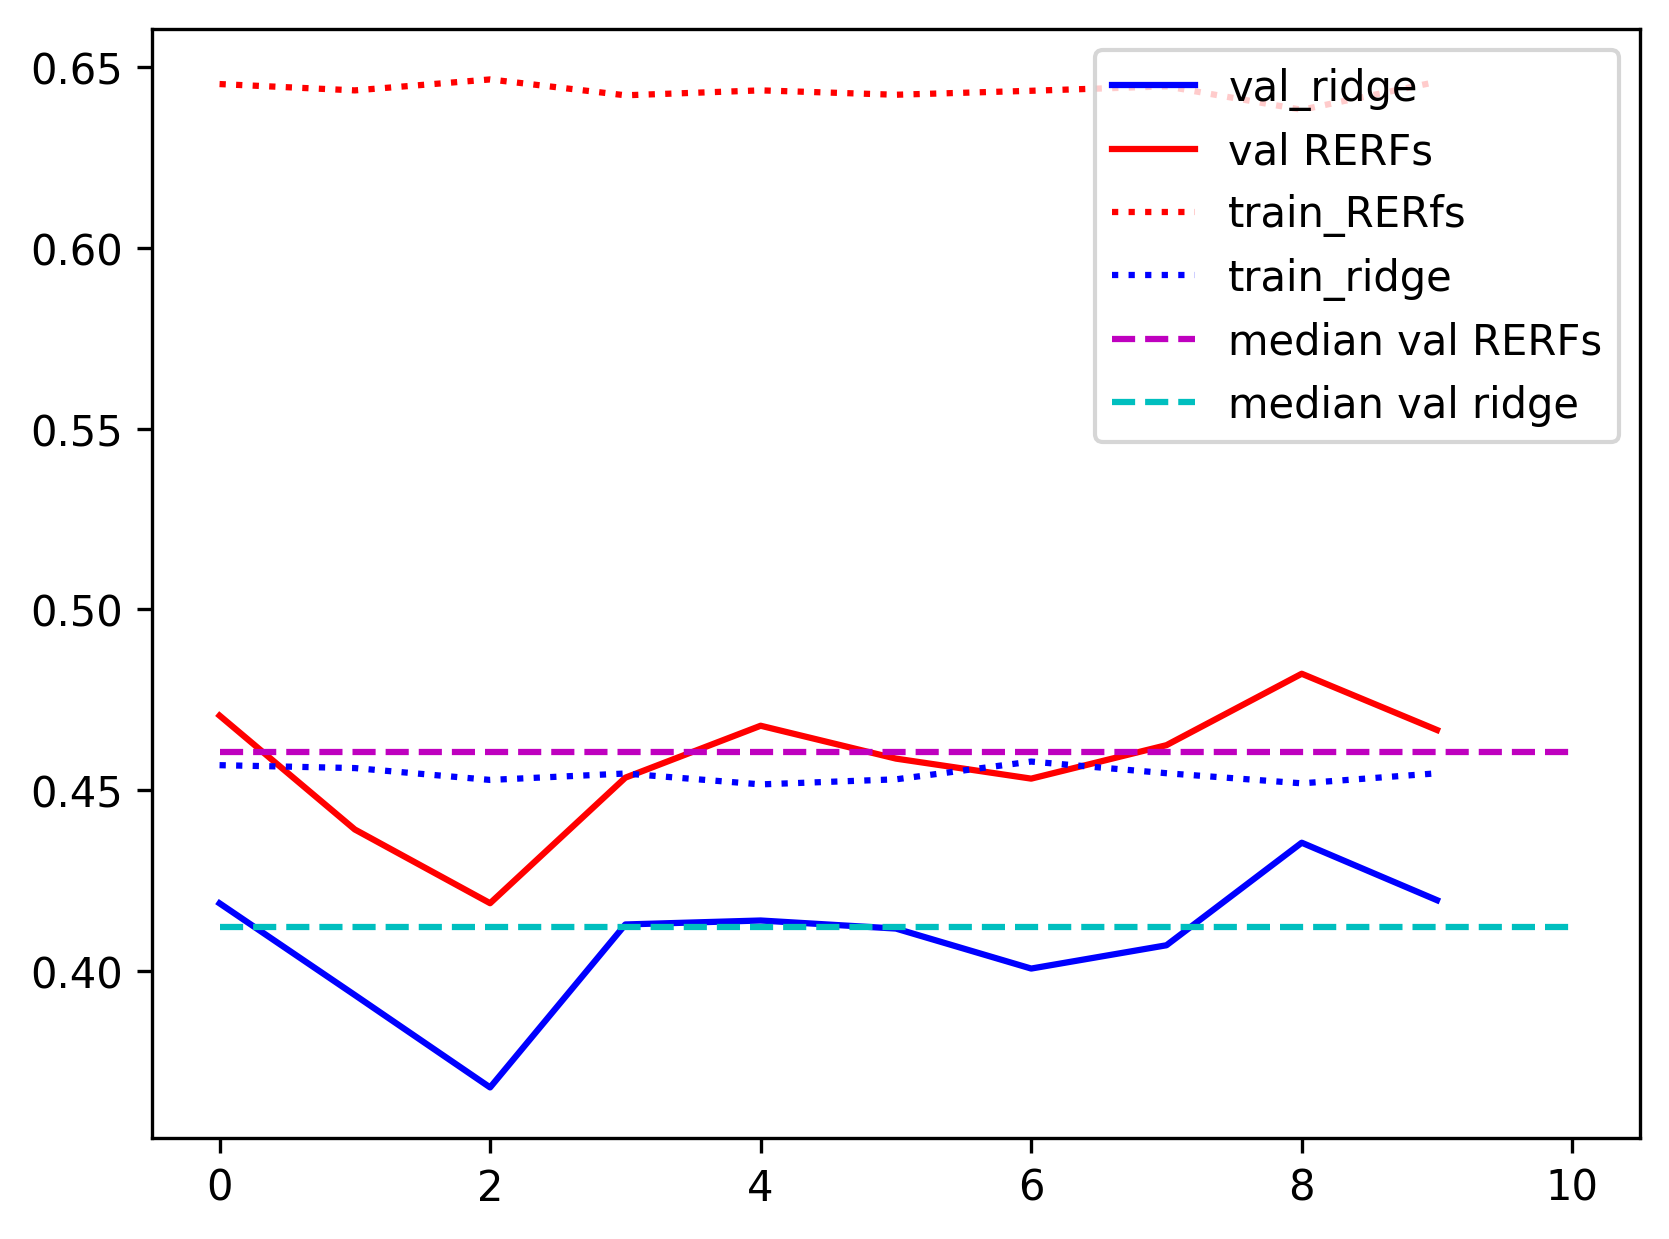 0.65
0.60
0.55
0.50
0.45
0.40
0
2
4
6
8
10
val_ridge
val RERFs
train_RERfs
train_ridge
median val RERFs
median val ridge